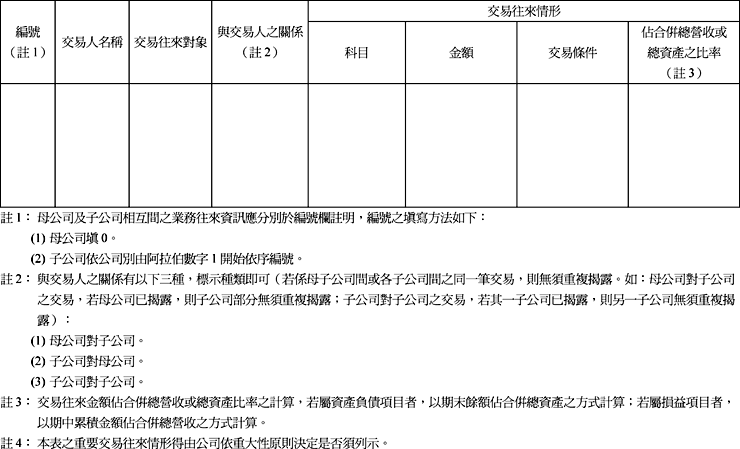 交易往來情形
編號
（註 1）
交易人名稱
交易往來對象
與交易人之關係
（註 2）
科目
金額
交易條件
佔合併總營收或
總資產之比率
（註 3）
註 1： 母公司及子公司相互間之業務往來資訊應分別於編號欄註明，編號之填寫方法如下：
(1) 母公司填 0。
(2) 子公司依公司別由阿拉伯數字 1 開始依序編號。
註 2： 與交易人之關係有以下三種，標示種類即可（若係母子公司間或各子公司間之同一筆交易，則無須重複揭露。如：母公司對子公司
之交易，若母公司已揭露，則子公司部分無須重複揭露；子公司對子公司之交易，若其一子公司已揭露，則另一子公司無須重複揭
露）：
(1) 母公司對子公司。
(2) 子公司對母公司。
(3) 子公司對子公司。
註 3： 交易往來金額佔合併總營收或總資產比率之計算，若屬資產負債項目者，以期末餘額佔合併總資產之方式計算；若屬損益項目者，
以期中累積金額佔合併總營收之方式計算。
註 4： 本表之重要交易往來情形得由公司依重大性原則決定是否須列示。